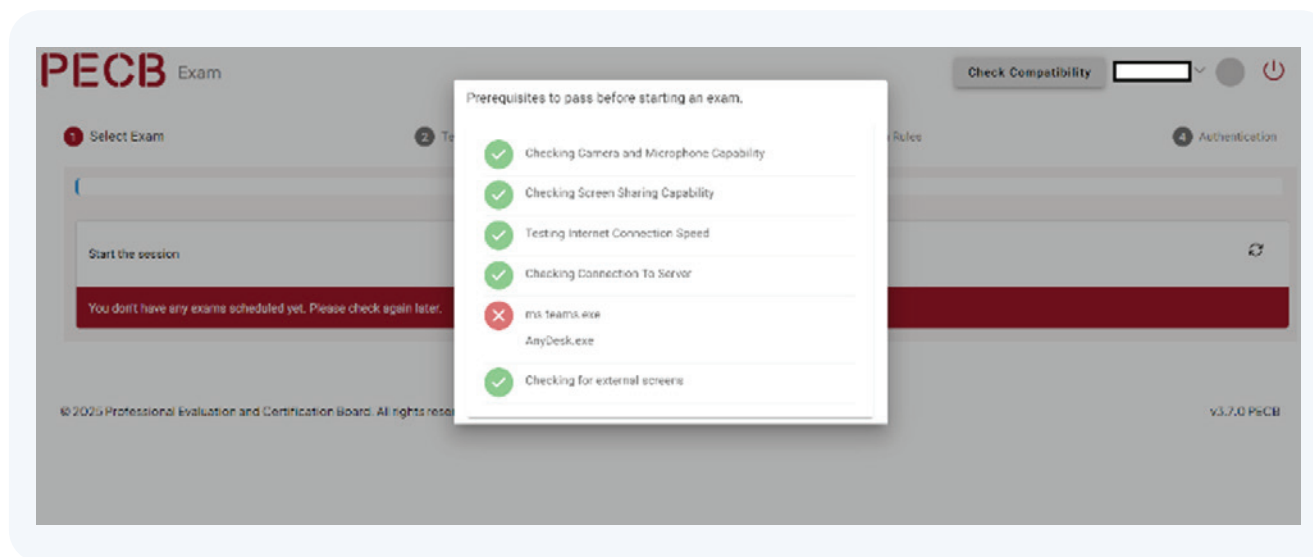 PECB Exam
Check Compatibility
Prerequisites to pass before starting an exam.
1 Select Exam
2 Te
Rules
4 Authentication
Checking Camera and Microphone Capability
Checking Screen Sharing Capability
Testing Internet Connection Speed
Start the session
Checking Connection To Server
You don't have any exams scheduled yet. Please check again later.
ms-teams.exe
AnyDesk.exe
Checking for external screens
© 2025 Professional Evaluation and Certification Board. All rights reser
v3.7.0 PECB